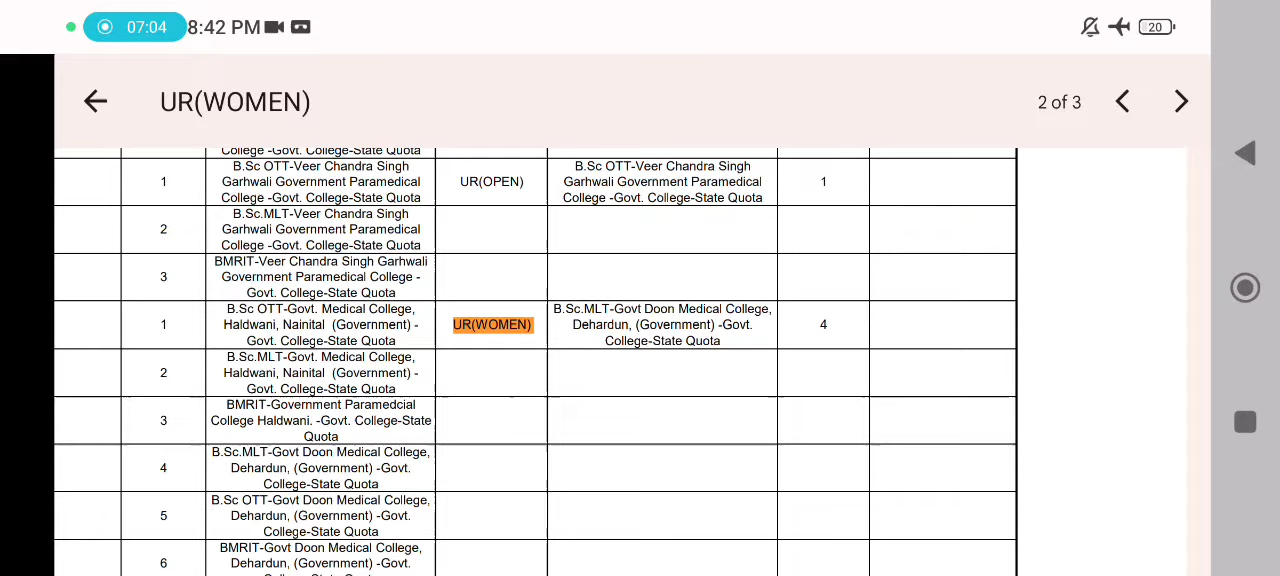 07:04 8:42 PM 20
UR(WOMEN) 2 of 3
College -Govt. College-State Quota
1 B.Sc OTT-Veer Chandra Singh Garhwali Government Paramedical College -Govt. College-State Quota UR(OPEN) B.Sc OTT-Veer Chandra Singh Garhwali Government Paramedical College -Govt. College-State Quota 1
2 B.Sc.MLT-Veer Chandra Singh Garhwali Government Paramedical College -Govt. College-State Quota
3 BMRIT-Veer Chandra Singh Garhwali Government Paramedical College - Govt. College-State Quota
1 B.Sc OTT-Govt. Medical College, Haldwani, Nainital (Government) - Govt. College-State Quota UR(WOMEN) B.Sc.MLT-Govt Doon Medical College, Dehardun, (Government) -Govt. College-State Quota 4
2 B.Sc.MLT-Govt. Medical College, Haldwani, Nainital (Government) - Govt. College-State Quota
3 BMRIT-Government Paramedcial College Haldwani. -Govt. College-State Quota
4 B.Sc.MLT-Govt Doon Medical College, Dehardun, (Government) -Govt. College-State Quota
5 B.Sc OTT-Govt Doon Medical College, Dehardun, (Government) -Govt. College-State Quota
6 BMRIT-Govt Doon Medical College, Dehardun, (Government) -Govt.